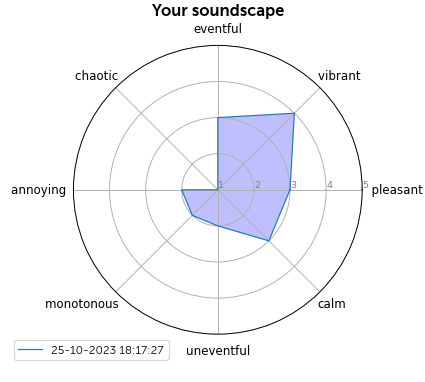 Your soundscape
eventful
chaotic
vibrant
annoying
1
2
3
4
5
pleasant
monotonous
calm
25-10-2023 18:17:27
uneventful